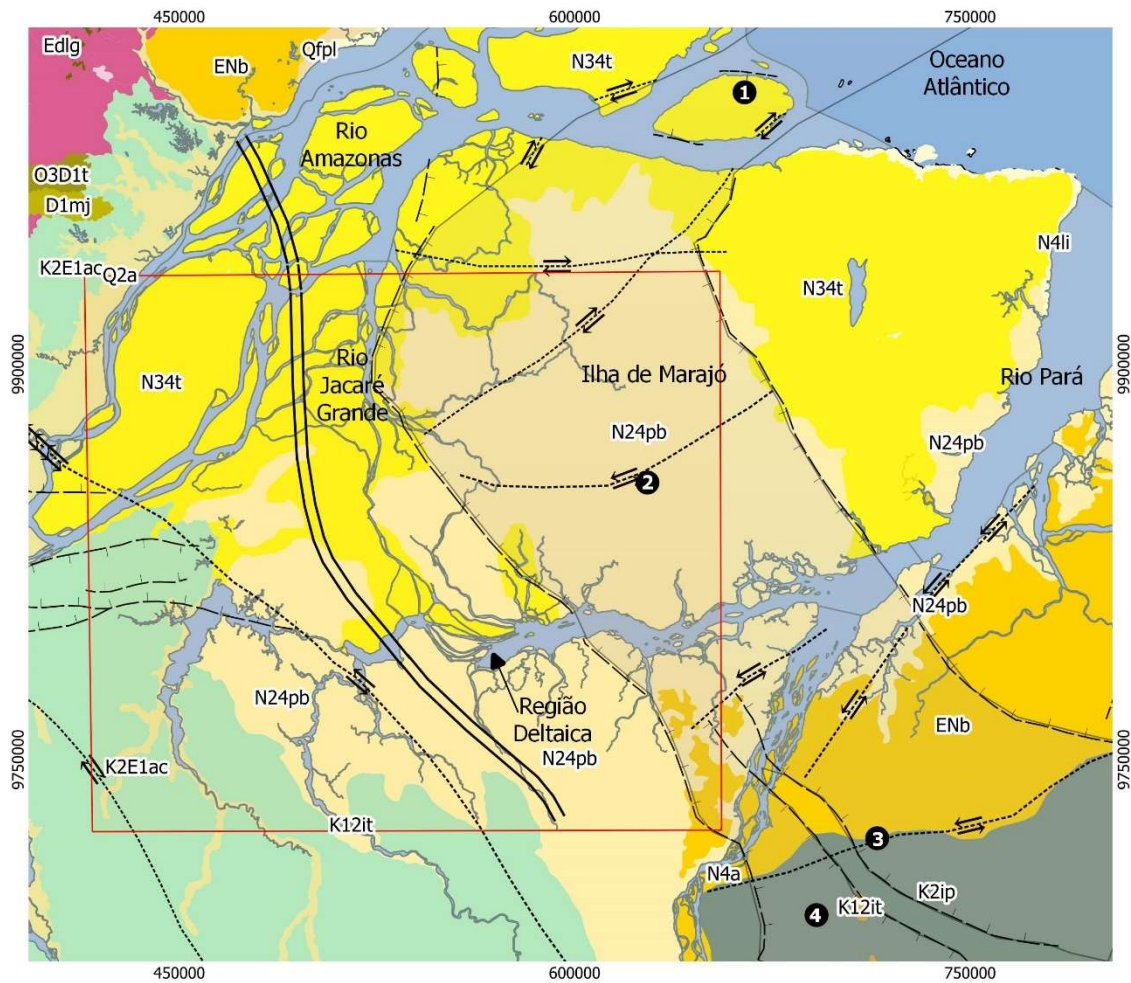 450000 600000 750000
Edlg
ENb
Qfpl
N34t
Oceano
Atlântico
1
Rio
Amazonas
O3D1t
D1mj
N4li
K2E1ac
Q2a
N34t
9900000
9900000
N34t
Rio
Jacaré
Grande
Ilha de Marajó
Rio Pará
N24pb
N24pb
2
N24pb
N24pb
Região
Deltaica
N24pb
ENb
9750000
9750000
K2E1ac
K12it
3
N4a
K2ip
K12it
4
450000 600000 750000